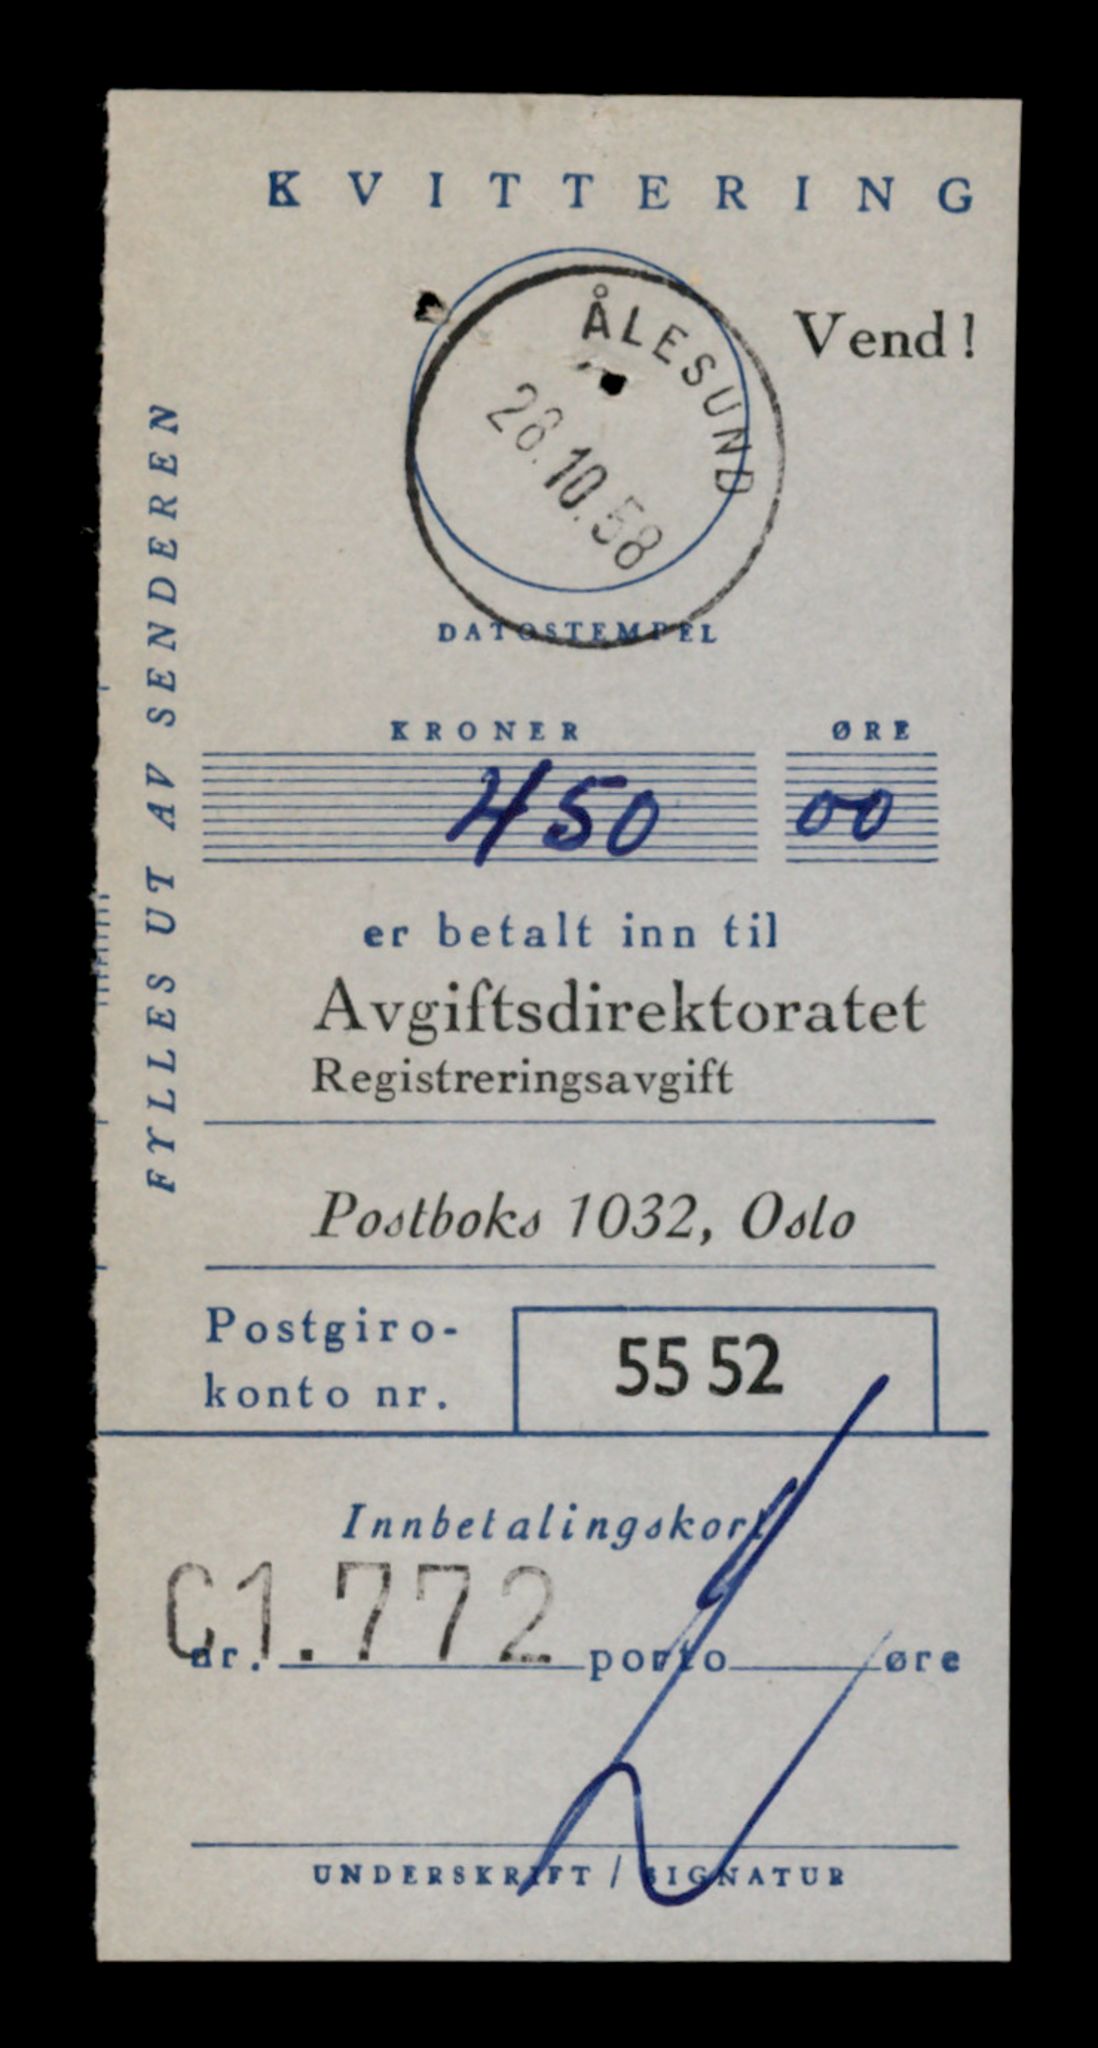 KVITTERING
Vend!
ÅLESUND
28.10.58
DATOSTEMPEL
FYLLES UT AV SENDEREN
KRONER ØRE
450 00
er betalt inn til
Avgiftsdirektoratet
Registreringsavgift
Postboks 1032, Oslo
Postgiro-
konto nr.
55 52
Innbetalingskort
C1.772
nr. porto øre
UNDERSKRIFT / SIGNATUR